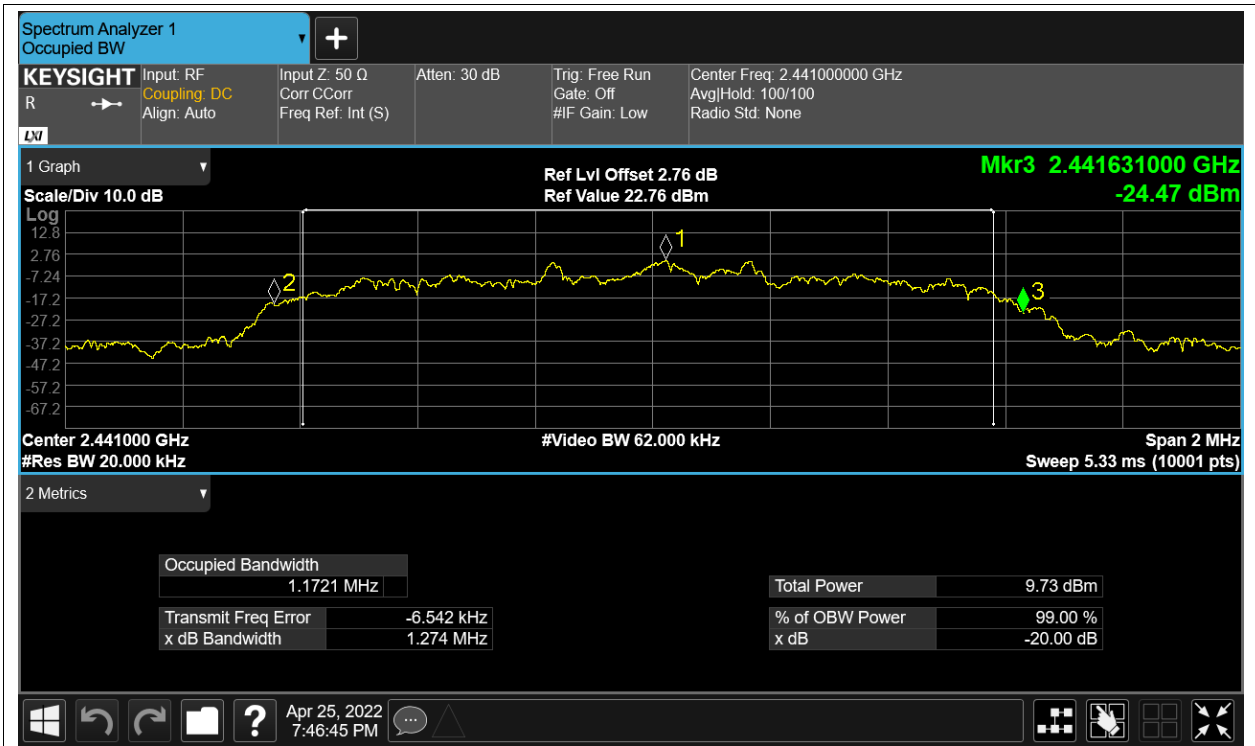 Spectrum Analyzer 1
Occupied BW
KEYSIGHT
R
LXI
Input: RF
Coupling: DC
Align: Auto
Input Z: 50 Ω
Corr CCorr
Freq Ref: Int (S)
Atten: 30 dB
Trig: Free Run
Gate: Off
#IF Gain: Low
Center Freq: 2.441000000 GHz
Avg|Hold: 100/100
Radio Std: None
1 Graph
Scale/Div 10.0 dB
Ref Lvl Offset 2.76 dB
Ref Value 22.76 dBm
Mkr3 2.441631000 GHz
-24.47 dBm
Log
12.8
2.76
-7.24
-17.2
-27.2
-37.2
-47.2
-57.2
-67.2
1
2
3
Center 2.441000 GHz
#Res BW 20.000 kHz
#Video BW 62.000 kHz
Span 2 MHz
Sweep 5.33 ms (10001 pts)
2 Metrics
Occupied Bandwidth
1.1721 MHz
Transmit Freq Error -6.542 kHz
x dB Bandwidth 1.274 MHz
Total Power 9.73 dBm
% of OBW Power 99.00 %
x dB -20.00 dB
?
Apr 25, 2022
7:46:45 PM